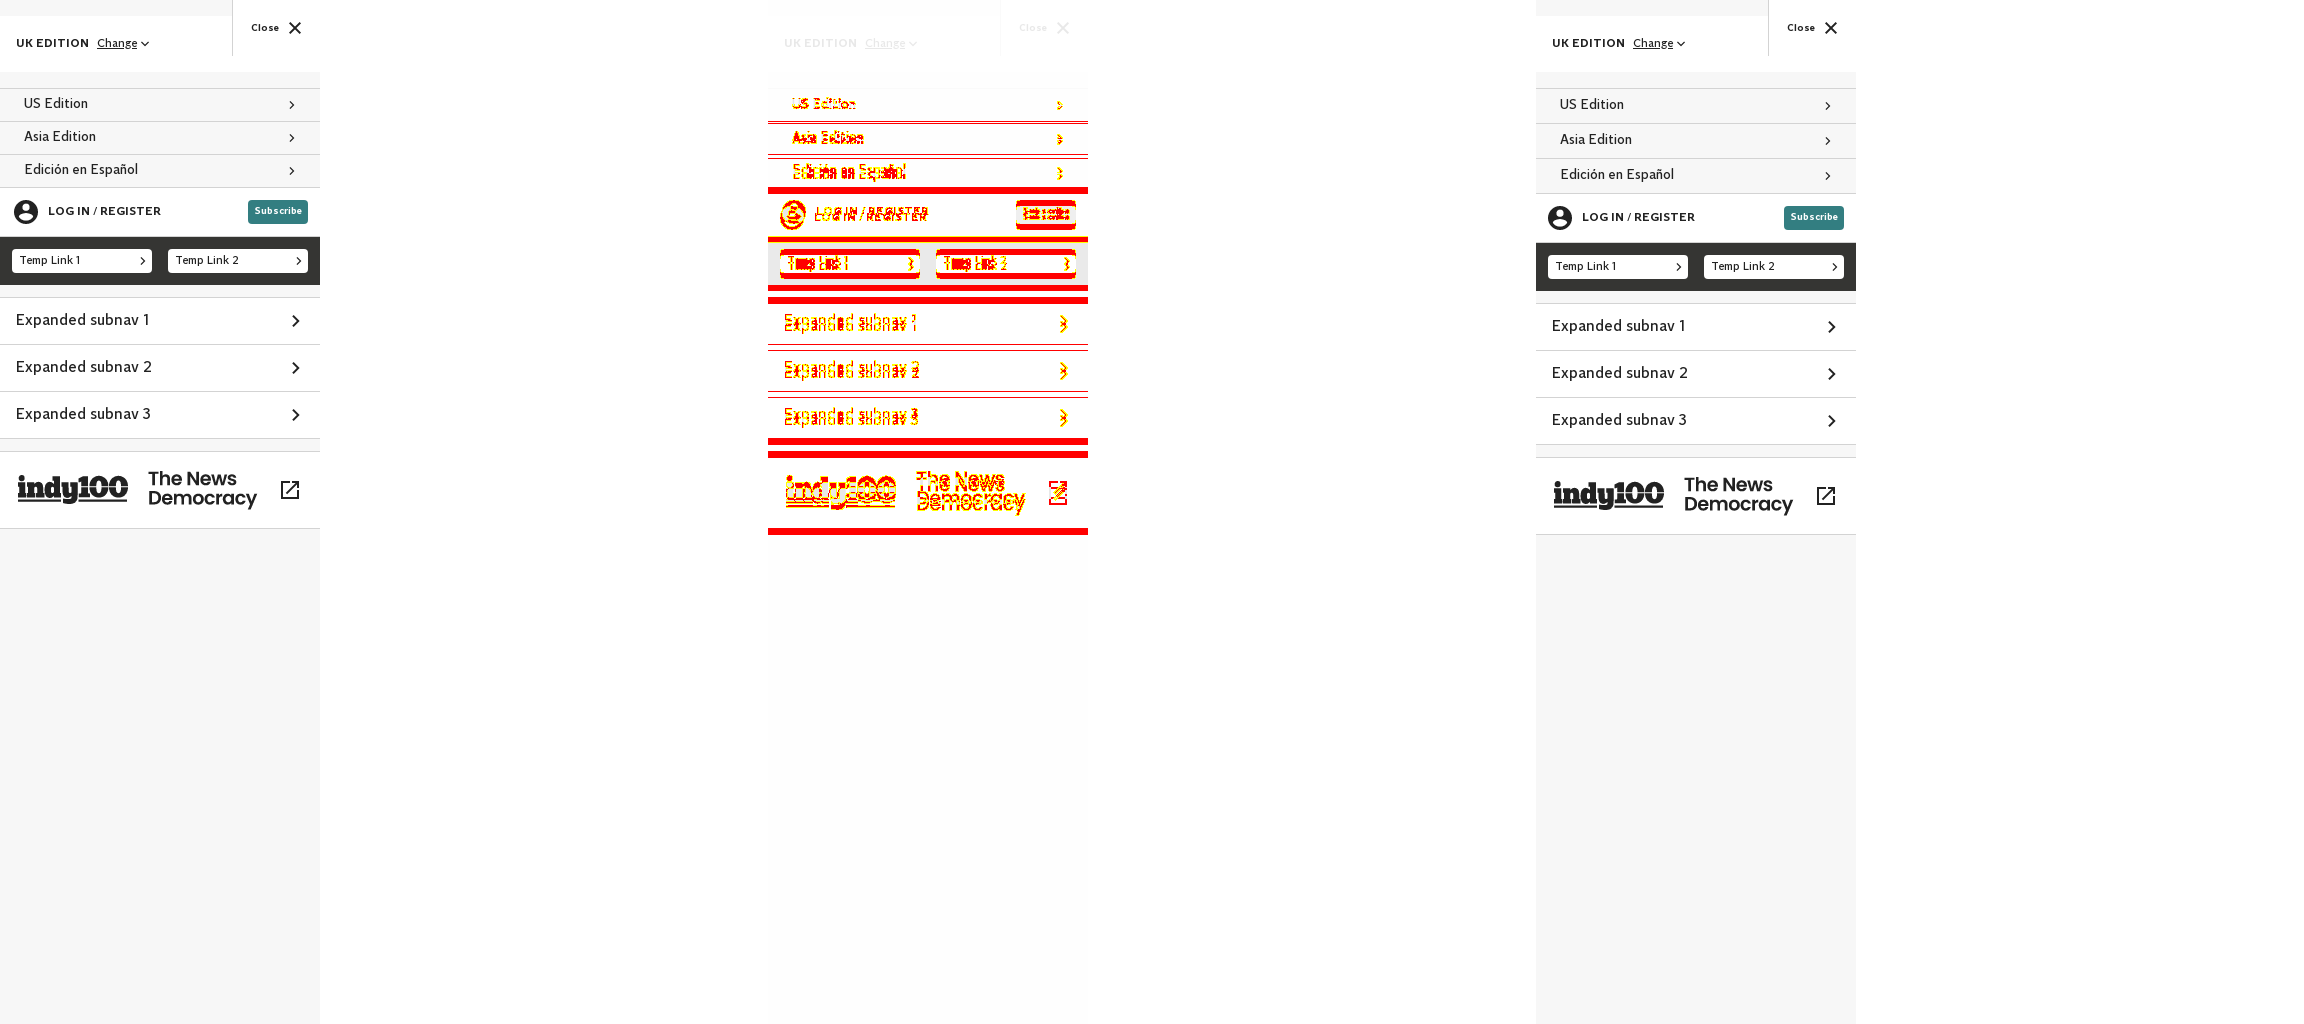 UK EDITION Change
Close
US Edition
Asia Edition
Edición en Español
LOG IN / REGISTER
Subscribe
Temp Link 1
Temp Link 2
Expanded subnav 1
Expanded subnav 2
Expanded subnav 3
indy100
The News
Democracy
UK EDITION Change
Close
US Edition
Asia Edition
Edición en Español
LOG IN / REGISTER
Temp Link 1
Temp Link 2
Expanded subnav 1
Expanded subnav 2
Expanded subnav 3
indy100
The News
Democracy
UK EDITION Change
Close
US Edition
Asia Edition
Edición en Español
LOG IN / REGISTER
Subscribe
Temp Link 1
Temp Link 2
Expanded subnav 1
Expanded subnav 2
Expanded subnav 3
indy100
The News
Democracy